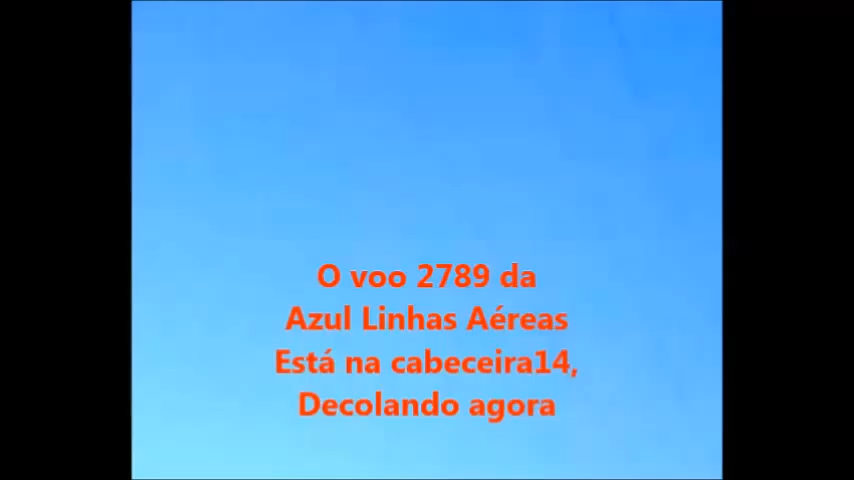 O voo 2789 da
Azul Linhas Aéreas
Está na cabeceira14,
Decolando agora